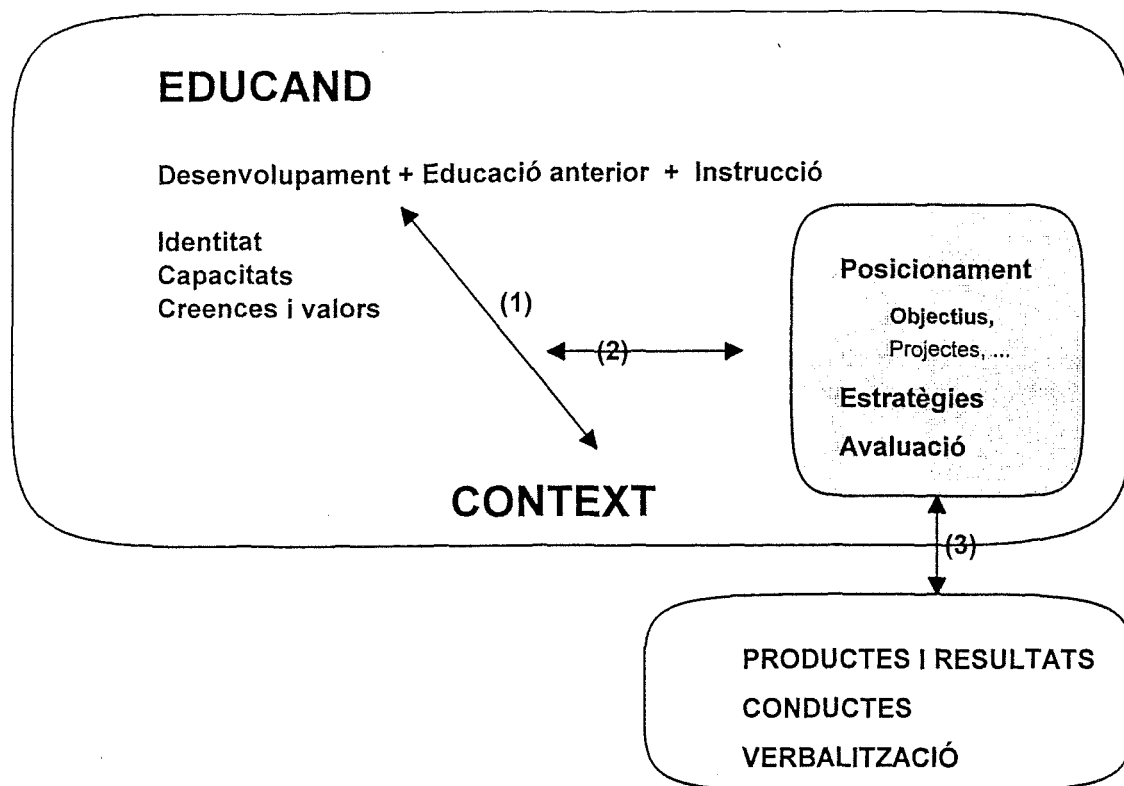 EDUCAND
Desenvolupament + Educació anterior + Instrucció
Identitat
Capacitats
Creences i valors
(1)
(2)
Posicionament
Objectius,
Projectes, ...
Estratègies
Avaluació
CONTEXT
(3)
PRODUCTES I RESULTATS
CONDUCTES
VERBALITZACIÓ